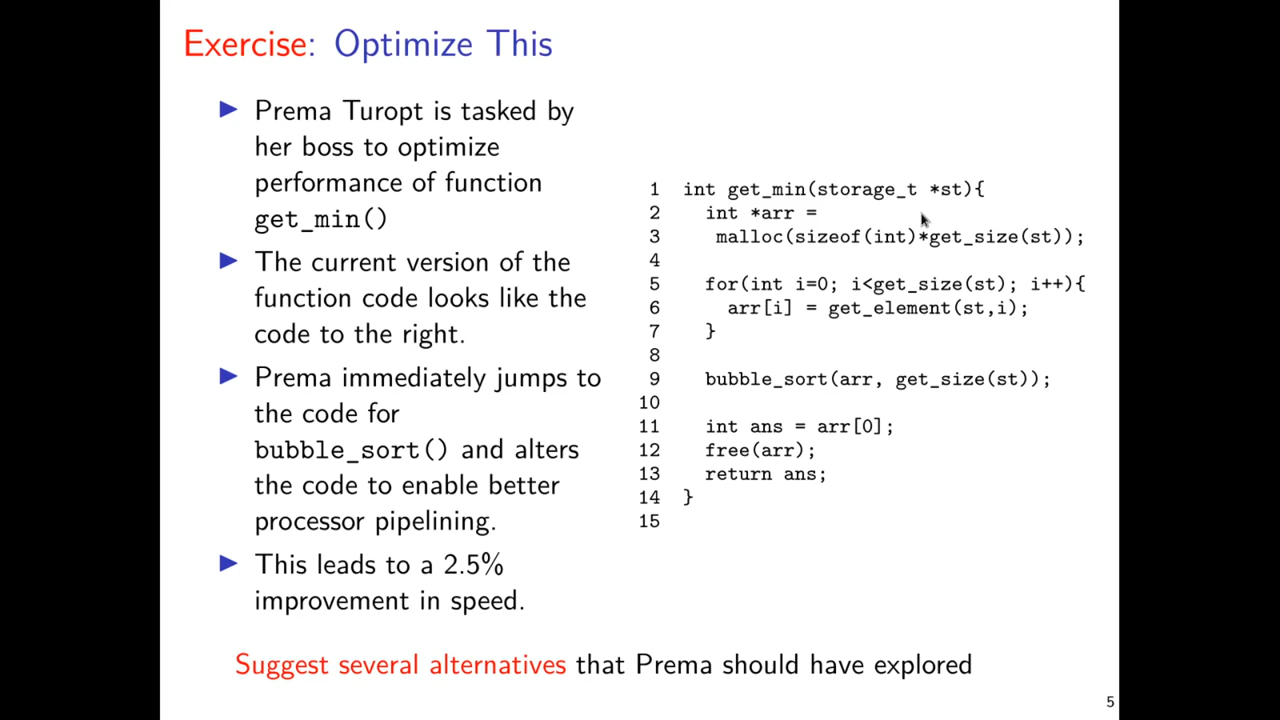 Exercise: Optimize This
▶ Prema Turopt is tasked by
her boss to optimize
performance of function
get_min()
▶ The current version of the
function code looks like the
code to the right.
▶ Prema immediately jumps to
the code for
bubble_sort() and alters
the code to enable better
processor pipelining.
▶ This leads to a 2.5%
improvement in speed.
1 int get_min(storage_t *st){
2 int *arr =
3 malloc(sizeof(int)*get_size(st));
4
5 for(int i=0; i<get_size(st); i++){
6 arr[i] = get_element(st,i);
7 }
8
9 bubble_sort(arr, get_size(st));
10
11 int ans = arr[0];
12 free(arr);
13 return ans;
14 }
15
Suggest several alternatives that Prema should have explored
5